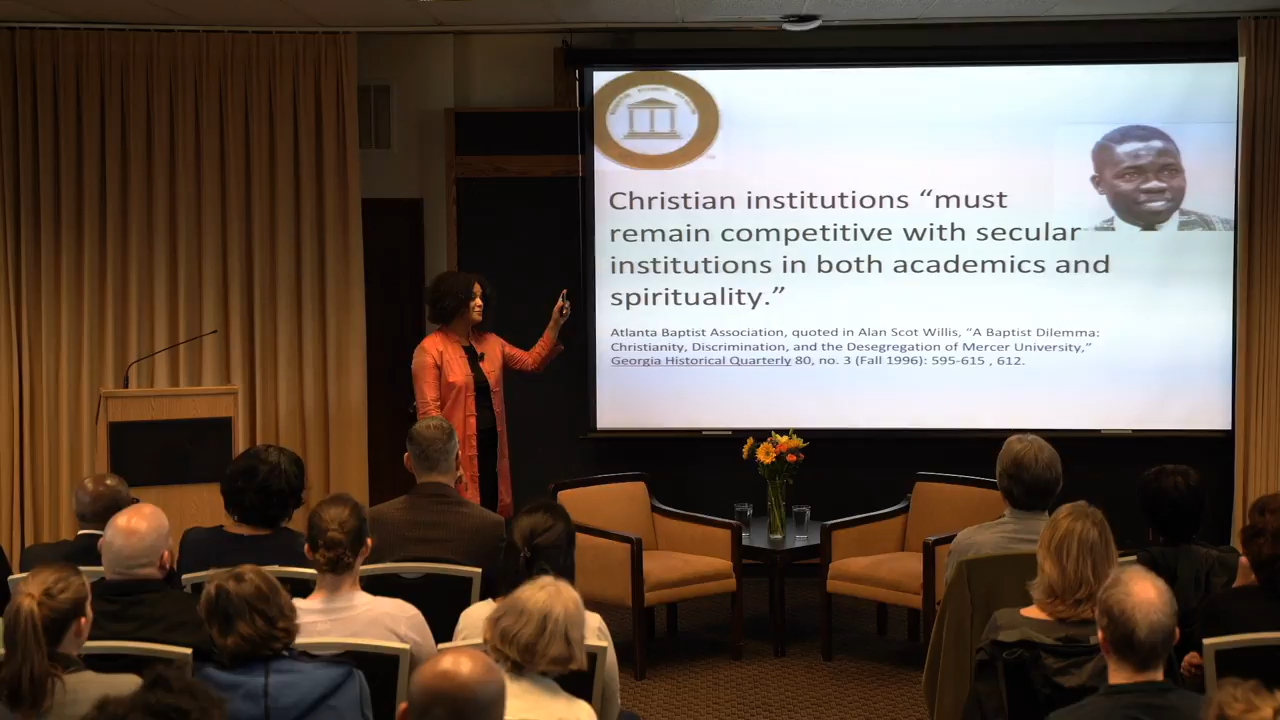 Christian institutions “must
remain competitive with secular
institutions in both academics and
spirituality.”
Atlanta Baptist Association, quoted in Alan Scot Willis, “A Baptist Dilemma:
Christianity, Discrimination, and the Desegregation of Mercer University,”
Georgia Historical Quarterly 80, no. 3 (Fall 1996): 595-615 , 612.